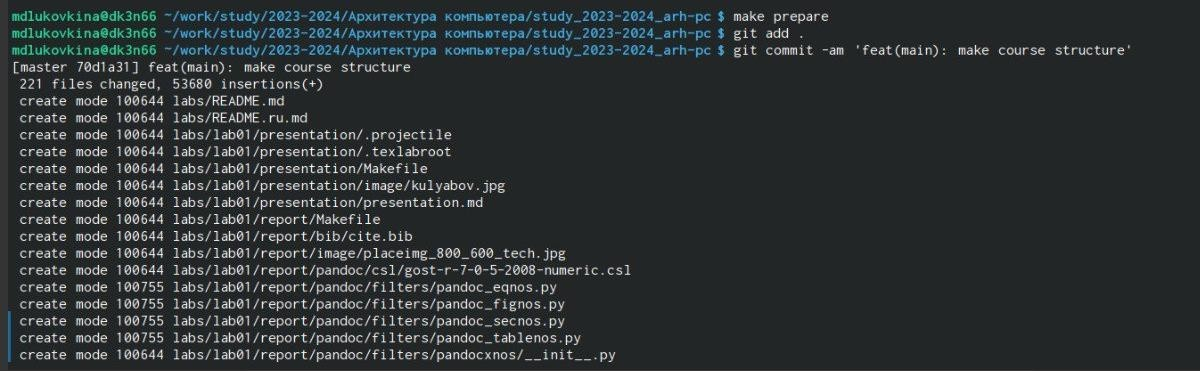 mdlukovkina@dk3n66 ~/work/study/2023-2024/Архитектура компьютера/study_2023-2024_arh-pc $ make prepare
mdlukovkina@dk3n66 ~/work/study/2023-2024/Архитектура компьютера/study_2023-2024_arh-pc $ git add .
mdlukovkina@dk3n66 ~/work/study/2023-2024/Архитектура компьютера/study_2023-2024_arh-pc $ git commit -am 'feat(main): make course structure'
[master 70d1a31] feat(main): make course structure
 221 files changed, 53680 insertions(+)
 create mode 100644 labs/README.md
 create mode 100644 labs/README.ru.md
 create mode 100644 labs/lab01/presentation/.projectile
 create mode 100644 labs/lab01/presentation/.texlabroot
 create mode 100644 labs/lab01/presentation/Makefile
 create mode 100644 labs/lab01/presentation/image/kulyabov.jpg
 create mode 100644 labs/lab01/presentation/presentation.md
 create mode 100644 labs/lab01/report/Makefile
 create mode 100644 labs/lab01/report/bib/cite.bib
 create mode 100644 labs/lab01/report/image/placeimg_800_600_tech.jpg
 create mode 100644 labs/lab01/report/pandoc/csl/gost-r-7-0-5-2008-numeric.csl
 create mode 100755 labs/lab01/report/pandoc/filters/pandoc_eqnos.py
 create mode 100755 labs/lab01/report/pandoc/filters/pandoc_fignos.py
 create mode 100755 labs/lab01/report/pandoc/filters/pandoc_secnos.py
 create mode 100755 labs/lab01/report/pandoc/filters/pandoc_tablenos.py
 create mode 100644 labs/lab01/report/pandoc/filters/pandocxnos/__init__.py